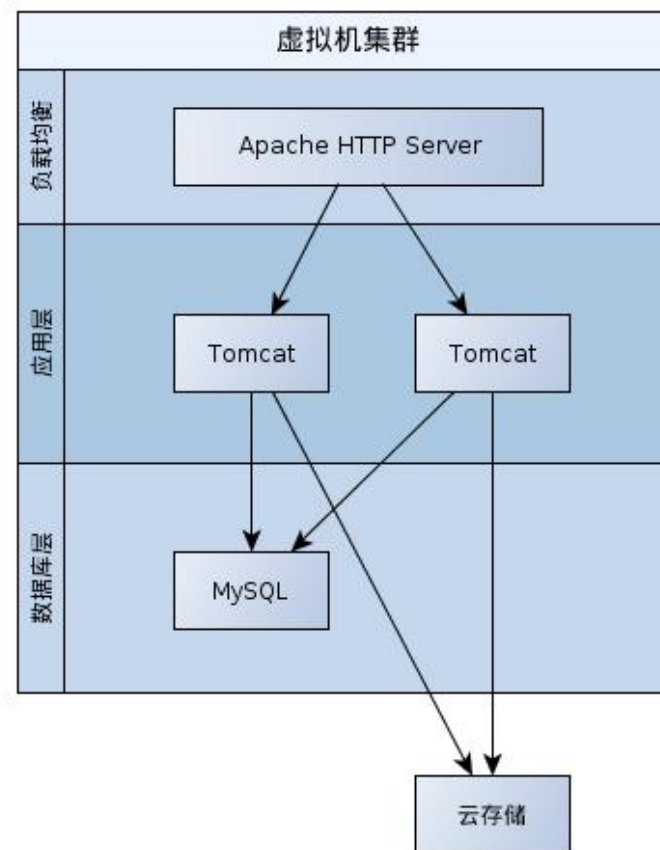 虚拟机集群
负载均衡
Apache HTTP Server
应用层
Tomcat
Tomcat
数据库层
MySQL
云存储